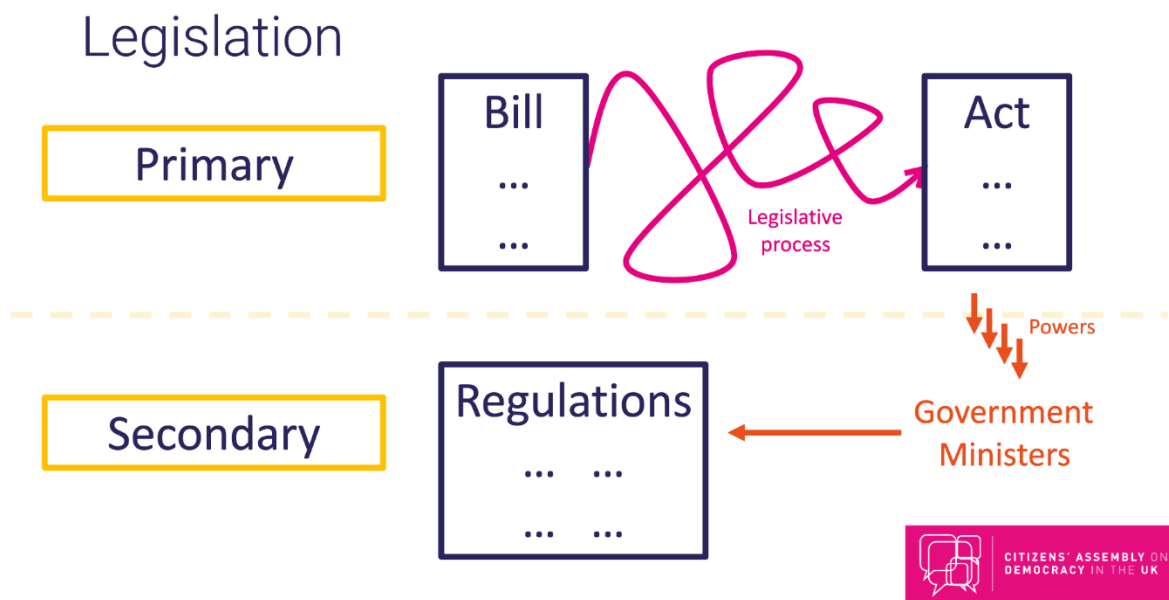 Legislation
Primary
Bill
...
...
Legislative
process
Act
...
...
Powers
Secondary
Regulations
... ...
... ...
Government
Ministers
CITIZENS' ASSEMBLY ON
DEMOCRACY IN THE UK